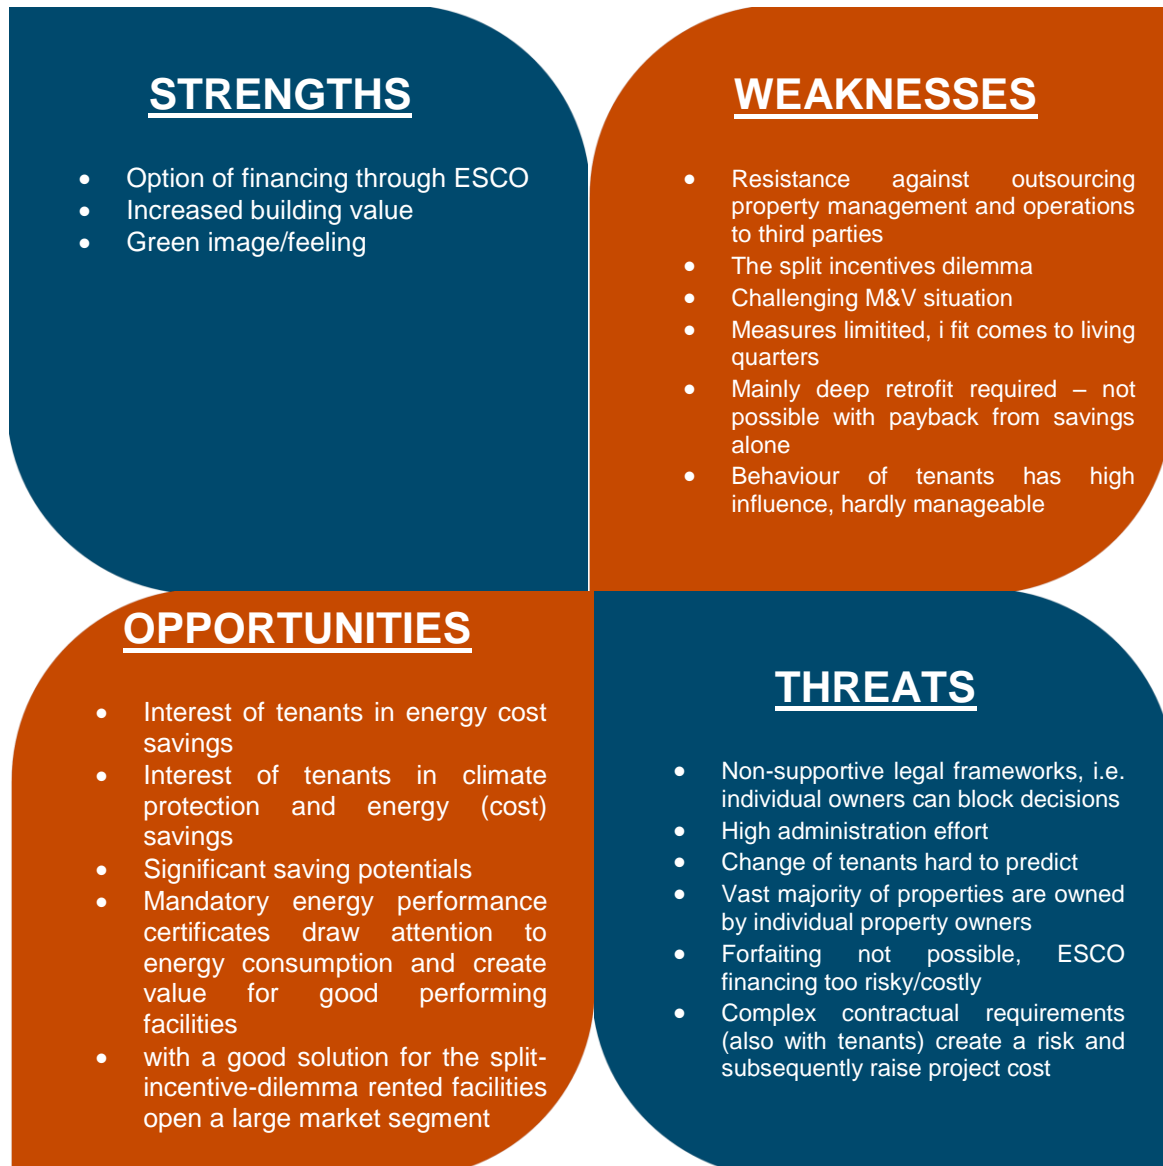 STRENGTHS
• Option of financing through ESCO
• Increased building value
• Green image/feeling
WEAKNESSES
• Resistance against outsourcing
property management and operations
to third parties
• The split incentives dilemma
• Challenging M&V situation
• Measures limitited, i fit comes to living
quarters
• Mainly deep retrofit required – not
possible with payback from savings
alone
• Behaviour of tenants has high
influence, hardly manageable
OPPORTUNITIES
• Interest of tenants in energy cost
savings
• Interest of tenants in climate
protection and energy (cost)
savings
• Significant saving potentials
• Mandatory energy performance
certificates draw attention to
energy consumption and create
value for good performing
facilities
• with a good solution for the split-
incentive-dilemma rented facilities
open a large market segment
THREATS
• Non-supportive legal frameworks, i.e.
individual owners can block decisions
• High administration effort
• Change of tenants hard to predict
• Vast majority of properties are owned
by individual property owners
• Forfaiting not possible, ESCO
financing too risky/costly
• Complex contractual requirements
(also with tenants) create a risk and
subsequently raise project cost